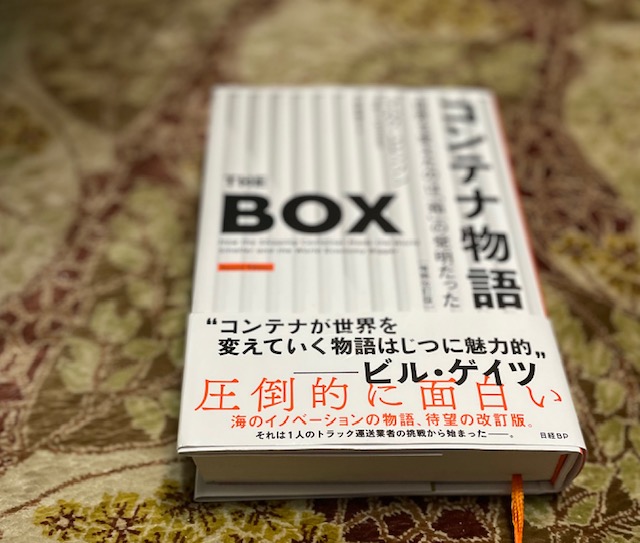 コンテナ物語
THE
BOX
“コンテナが世界を
変えていく物語はじつに魅力的”
――ビル・ゲイツ
圧倒的に面白い
海のイノベーションの物語、待望の改訂版。
それは1人のトラック運送業者の挑戦から始まった――。
日経BP